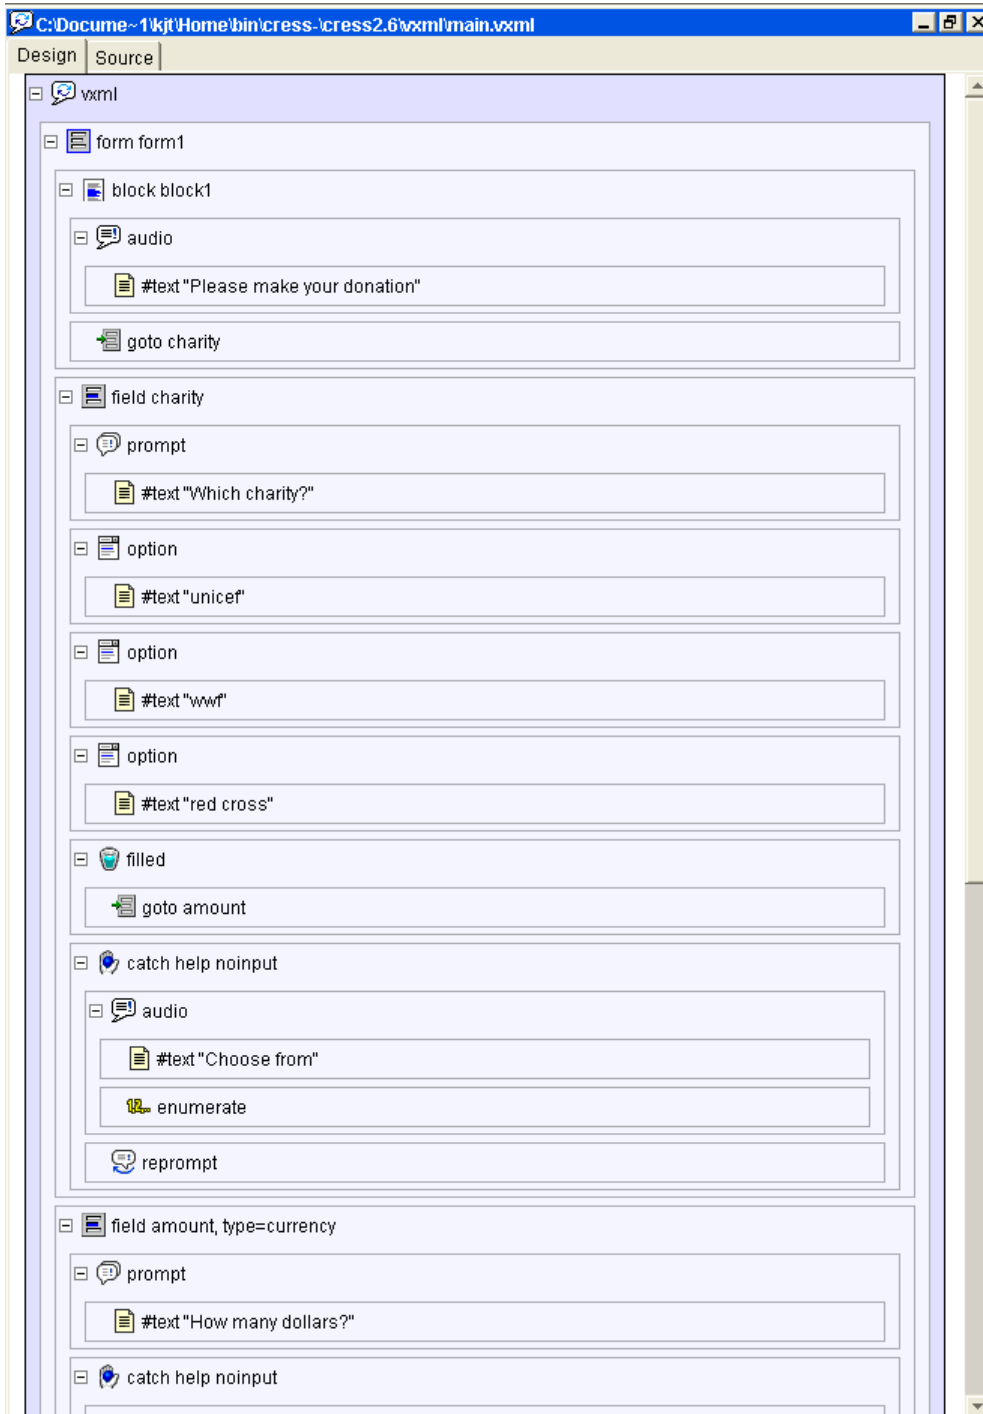 C:\Docume~1\kjt\Home\bin\cress-\cress2.6\vxml\main.vxml
Design Source
vxml
form form1
block block1
audio
#text "Please make your donation"
goto charity
field charity
prompt
#text "Which charity?"
option
#text "unicef"
option
#text "wwf"
option
#text "red cross"
filled
goto amount
catch help noinput
audio
#text "Choose from"
enumerate
reprompt
field amount, type=currency
prompt
#text "How many dollars?"
catch help noinput